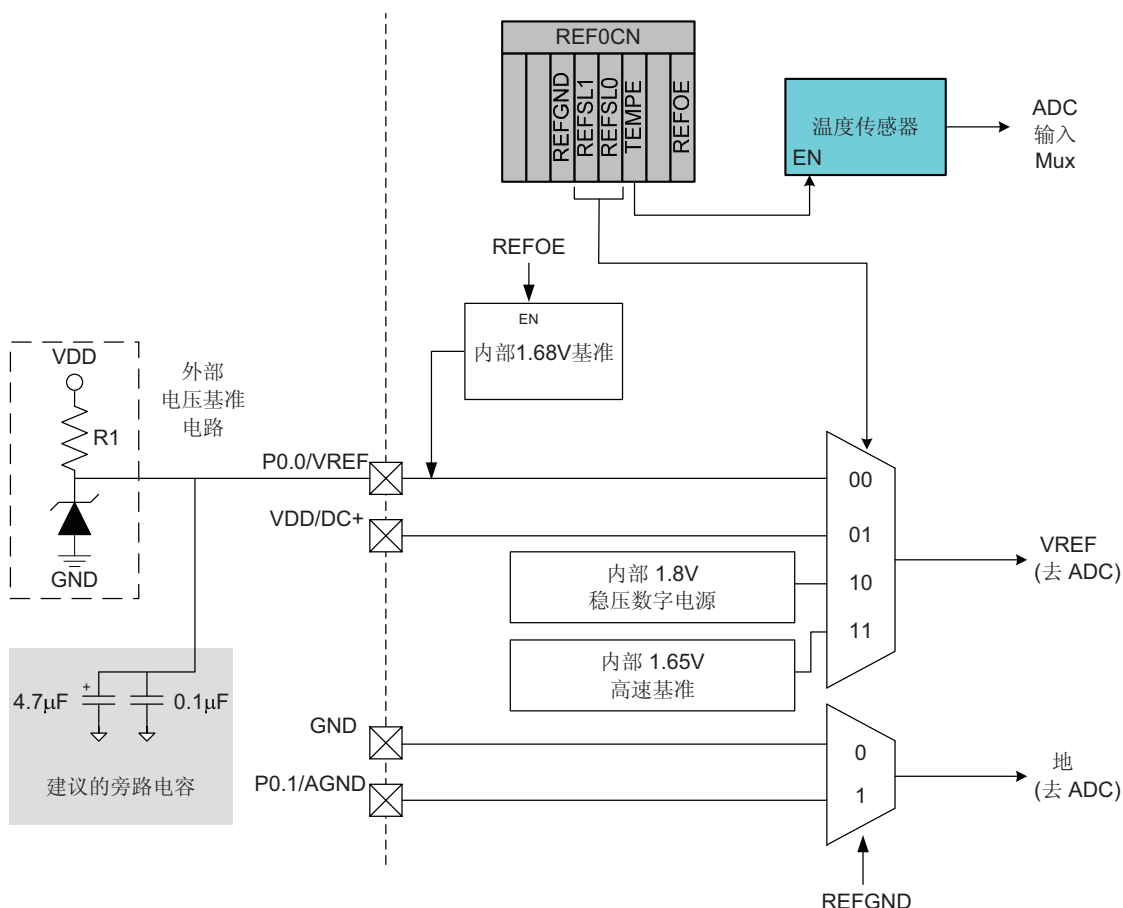 REF0CN
REFGND
REFSL1
REFSL0
TEMPE
REFOE
温度传感器
EN
ADC
输入
Mux
REFOE
EN
内部1.68V基准
VDD
R1
GND
外部
电压基准
电路
P0.0/VREF
VDD/DC+
00
01
10
11
内部 1.8V
稳压数字电源
内部 1.65V
高速基准
VREF
(去 ADC)
+
4.7μF
0.1μF
建议的旁路电容
GND
P0.1/AGND
0
1
地
(去 ADC)
REFGND